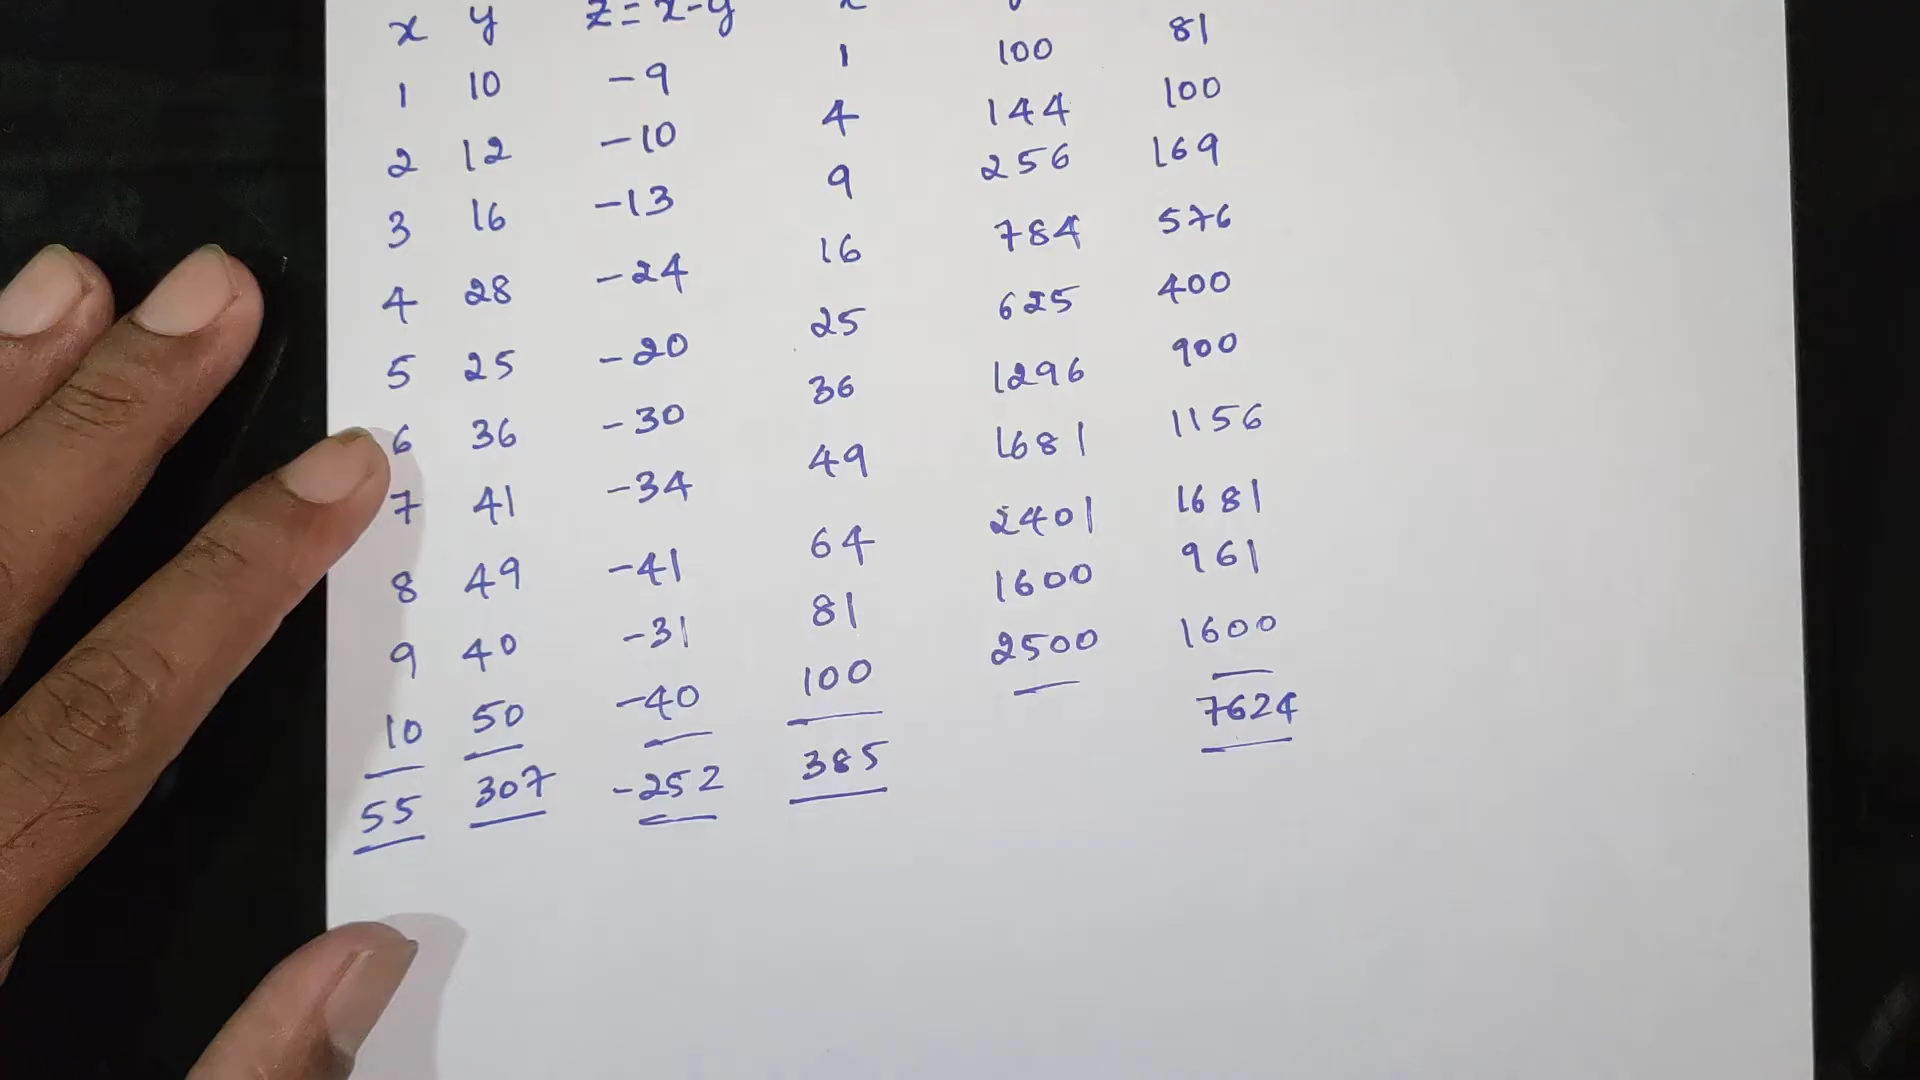 x y z = x-y
1 10 -9 1 100 81
2 12 -10 4 144 100
3 16 -13 9 256 169
4 28 -24 16 784 576
5 25 -20 25 625 400
6 36 -30 36 1296 900
7 41 -34 49 1681 1156
8 49 -41 64 2401 1681
9 40 -31 81 1600 961
10 50 -40 100 2500 1600
55 307 -252 385 7624